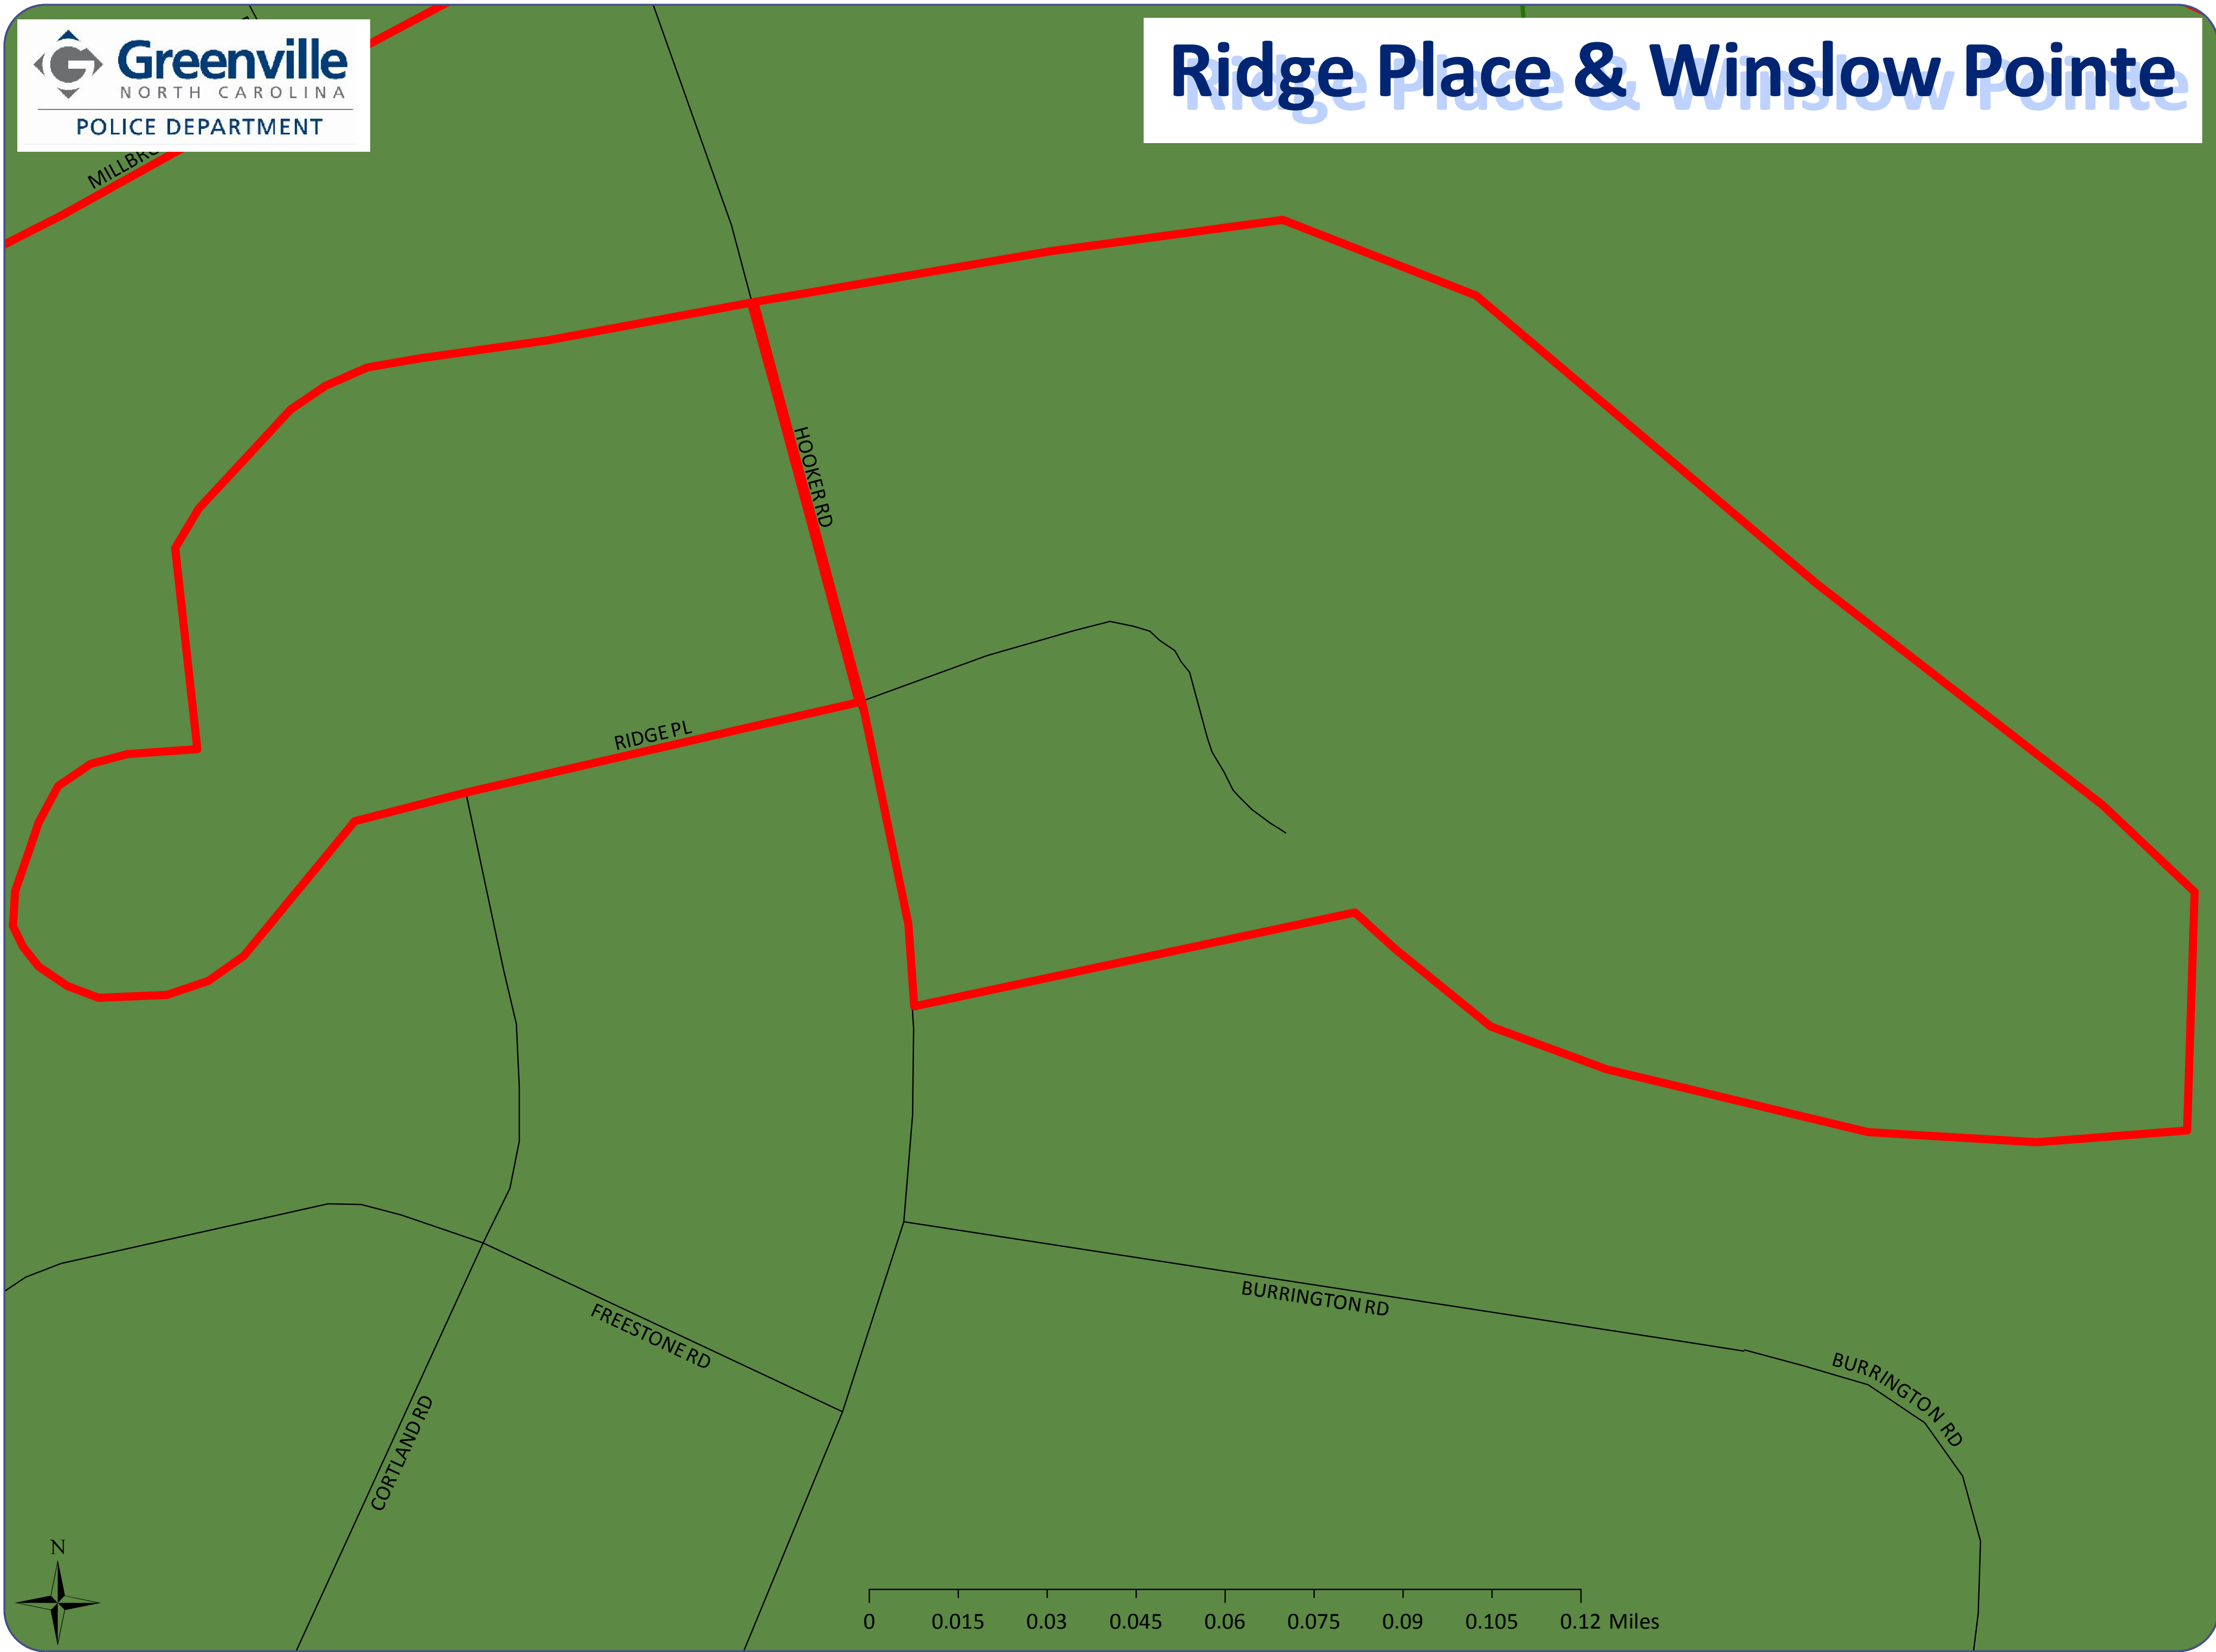 Greenville
NORTH CAROLINA
POLICE DEPARTMENT
Ridge Place & Winslow Pointe
HOOKER RD
RIDGE PL
BURRINGTON RD
FREESTONE RD
BURRINGTON RD
CORTLAND RD
N
0 0.015 0.03 0.045 0.06 0.075 0.09 0.105 0.12 Miles